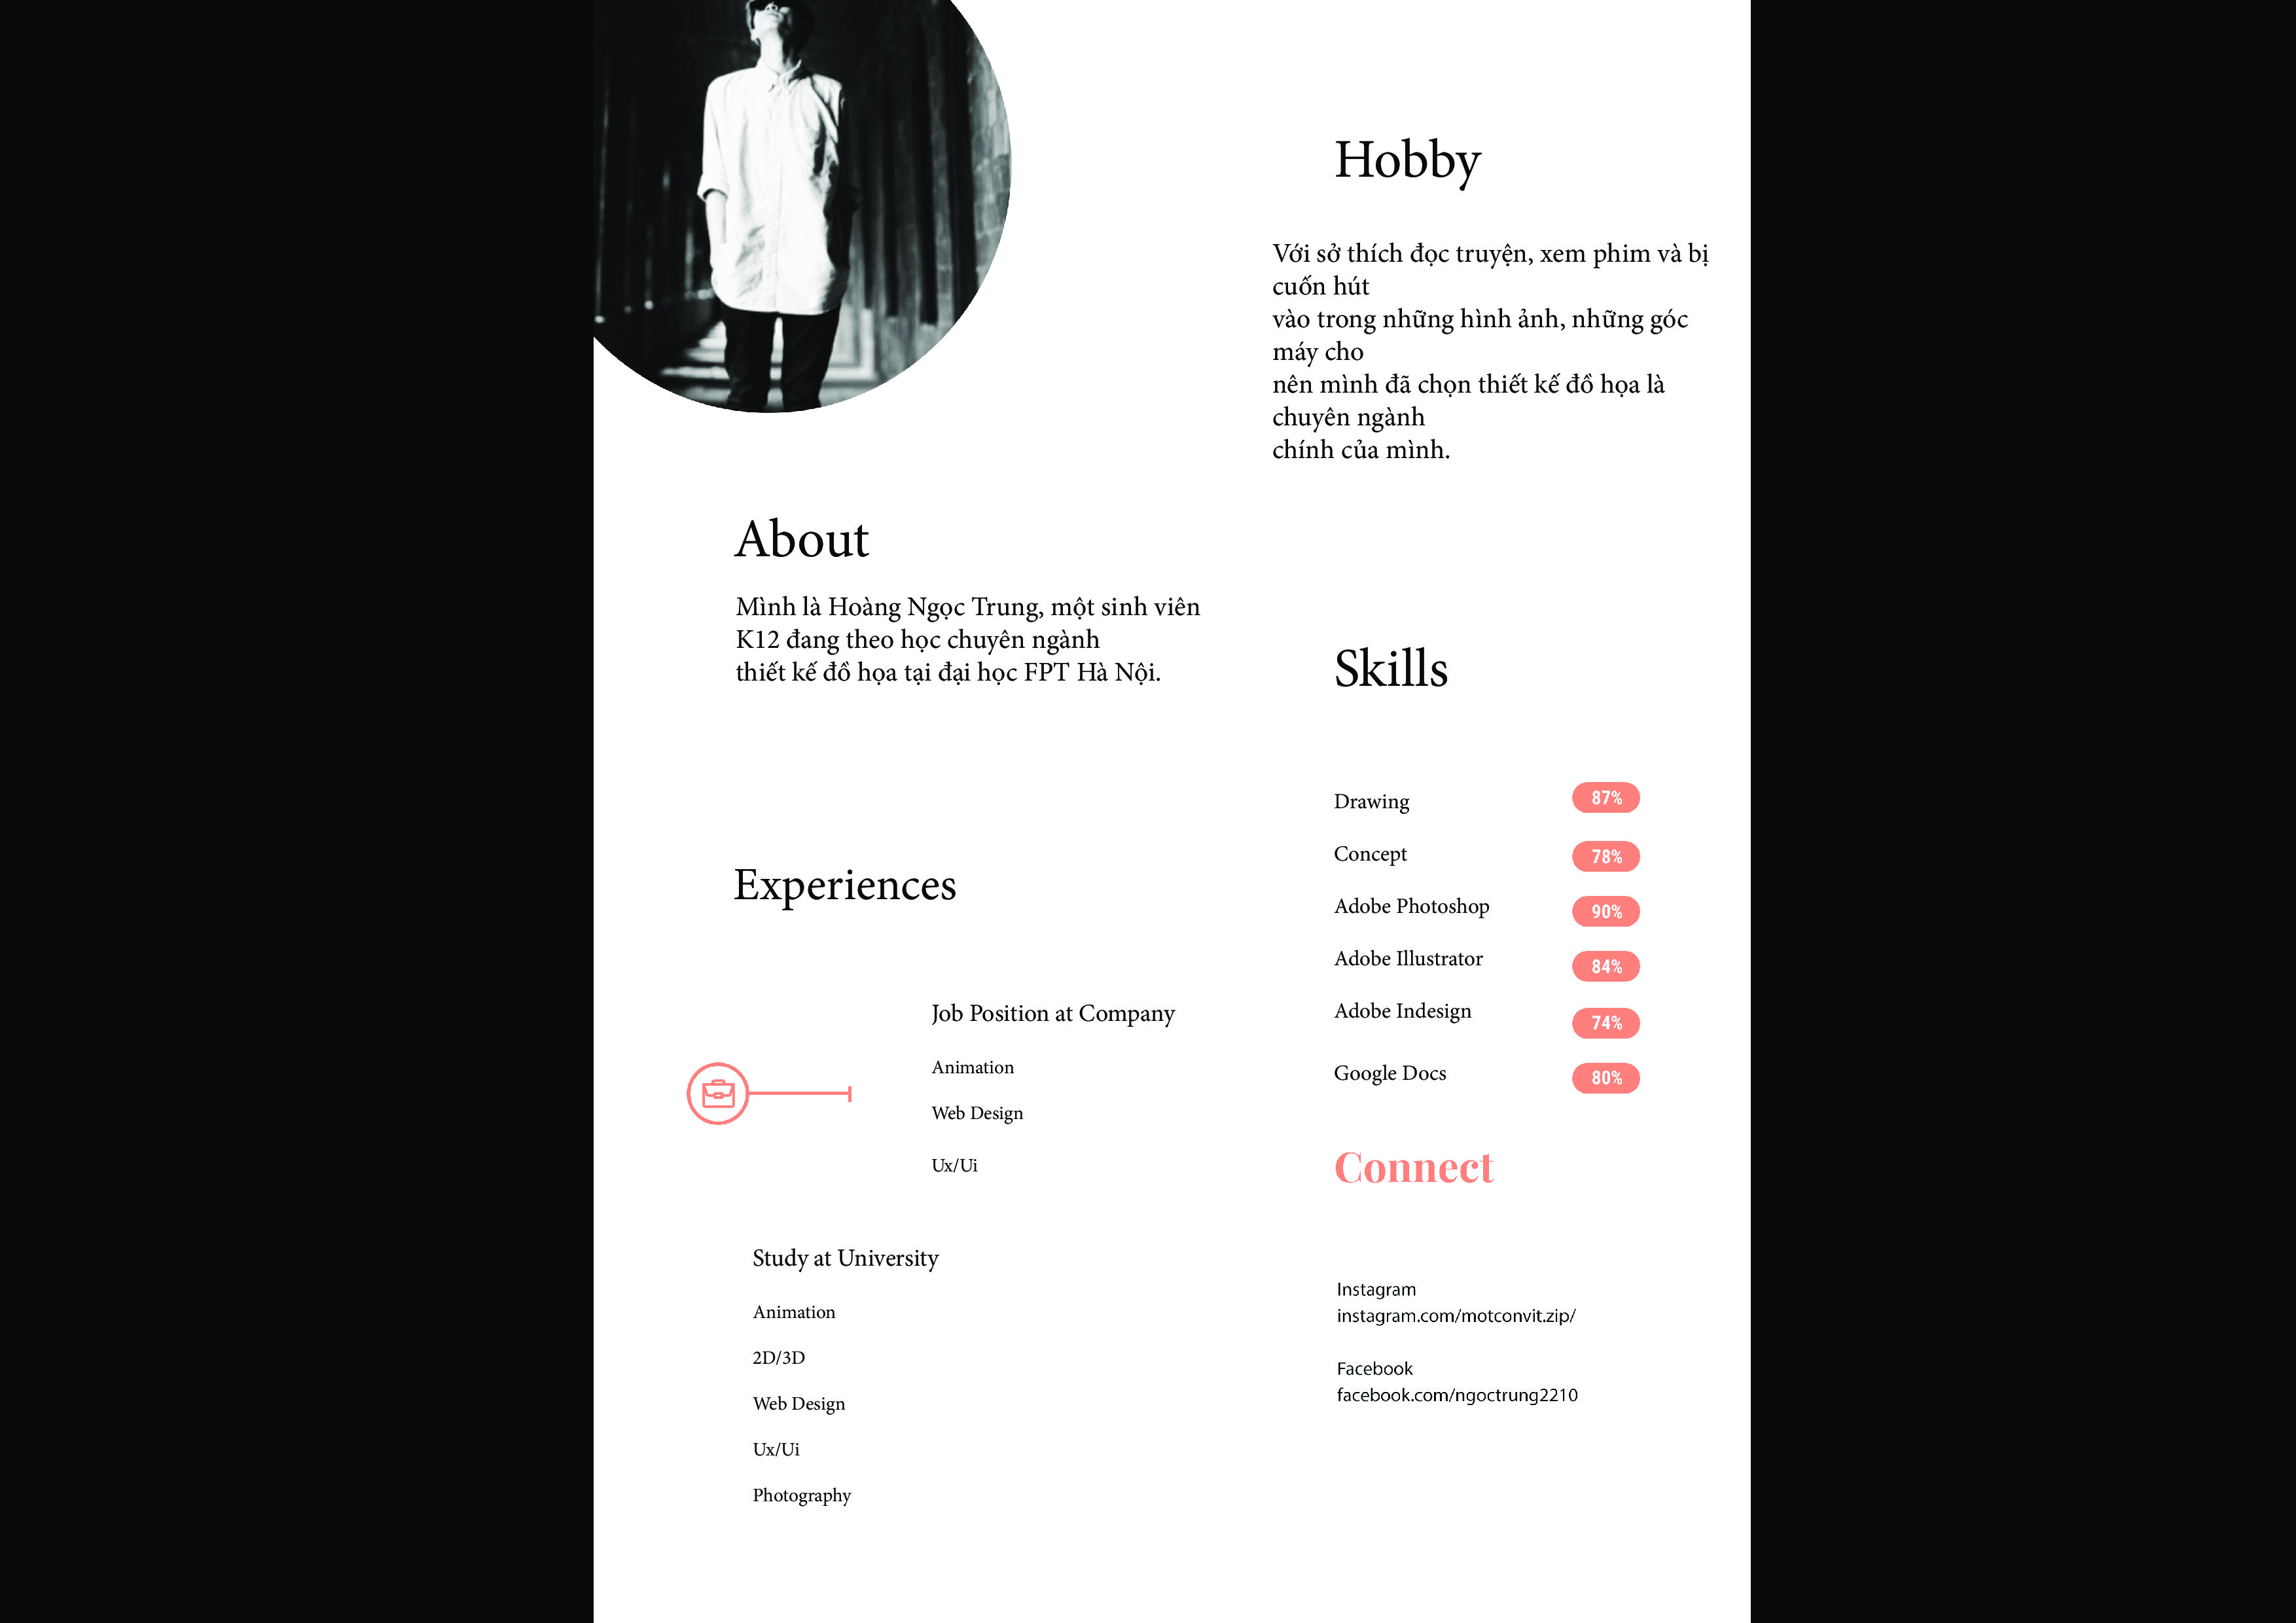 About
Mình là Hoàng Ngọc Trung, một sinh viên
K12 đang theo học chuyên ngành
thiết kế đồ họa tại đại học FPT Hà Nội.
Experiences
Job Position at Company
Animation
Web Design
Ux/Ui
Study at University
Animation
2D/3D
Web Design
Ux/Ui
Photography
Hobby
Với sở thích đọc truyện, xem phim và bị
cuốn hút
vào trong những hình ảnh, những góc
máy cho
nên mình đã chọn thiết kế đồ họa là
chuyên ngành
chính của mình.
Skills
Drawing 87%
Concept 78%
Adobe Photoshop 90%
Adobe Illustrator 84%
Adobe Indesign 74%
Google Docs 80%
Connect
Instagram
instagram.com/motconvit.zip/
Facebook
facebook.com/ngoctrung2210